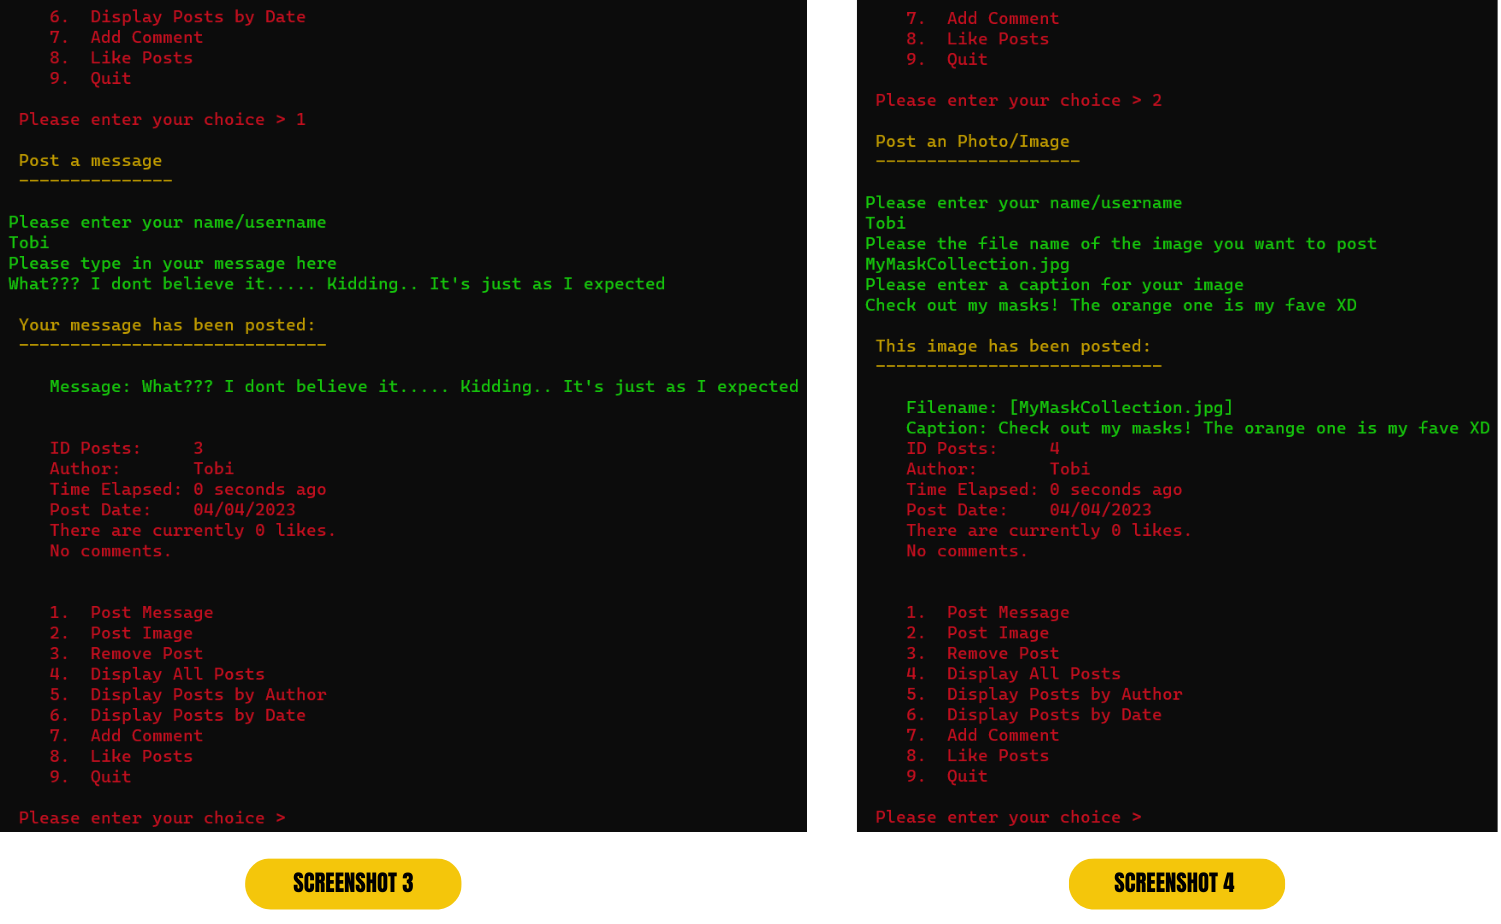 6. Display Posts by Date
7. Add Comment
8. Like Posts
9. Quit
Please enter your choice > 1
Post a message
---------------
Please enter your name/username
Tobi
Please type in your message here
What??? I dont believe it..... Kidding.. It's just as I expected
Your message has been posted:
------------------------------
Message: What??? I dont believe it..... Kidding.. It's just as I expected
ID Posts: 3
Author: Tobi
Time Elapsed: 0 seconds ago
Post Date: 04/04/2023
There are currently 0 likes.
No comments.
1. Post Message
2. Post Image
3. Remove Post
4. Display All Posts
5. Display Posts by Author
6. Display Posts by Date
7. Add Comment
8. Like Posts
9. Quit
Please enter your choice >
SCREENSHOT 3
7. Add Comment
8. Like Posts
9. Quit
Please enter your choice > 2
Post an Photo/Image
--------------------
Please enter your name/username
Tobi
Please the file name of the image you want to post
MyMaskCollection.jpg
Please enter a caption for your image
Check out my masks! The orange one is my fave XD
This image has been posted:
----------------------------
Filename: [MyMaskCollection.jpg]
Caption: Check out my masks! The orange one is my fave XD
ID Posts: 4
Author: Tobi
Time Elapsed: 0 seconds ago
Post Date: 04/04/2023
There are currently 0 likes.
No comments.
1. Post Message
2. Post Image
3. Remove Post
4. Display All Posts
5. Display Posts by Author
6. Display Posts by Date
7. Add Comment
8. Like Posts
9. Quit
Please enter your choice >
SCREENSHOT 4